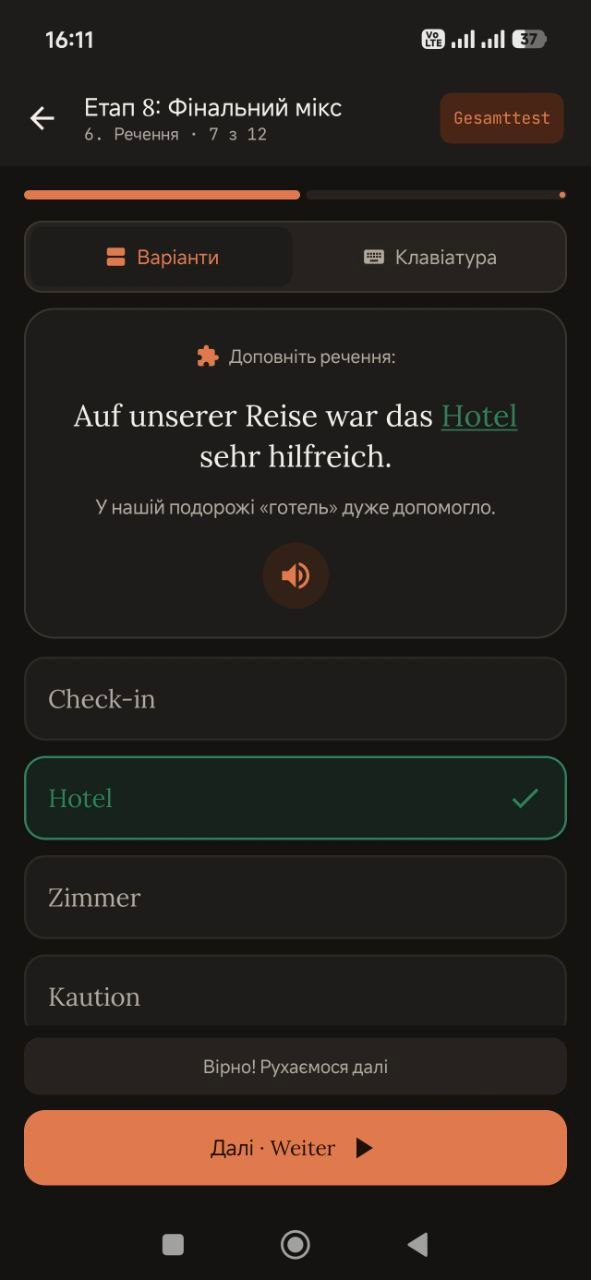 16:11
Vo LTE
37
Етап 8: Фінальний мікс
6. Речення · 7 з 12
Gesamttest
Варіанти
Клавіатура
Доповніть речення:
Auf unserer Reise war das Hotel
sehr hilfreich.
У нашій подорожі «готель» дуже допомогло.
Check-in
Hotel
Zimmer
Kaution
Вірно! Рухаємося далі
Далі · Weiter